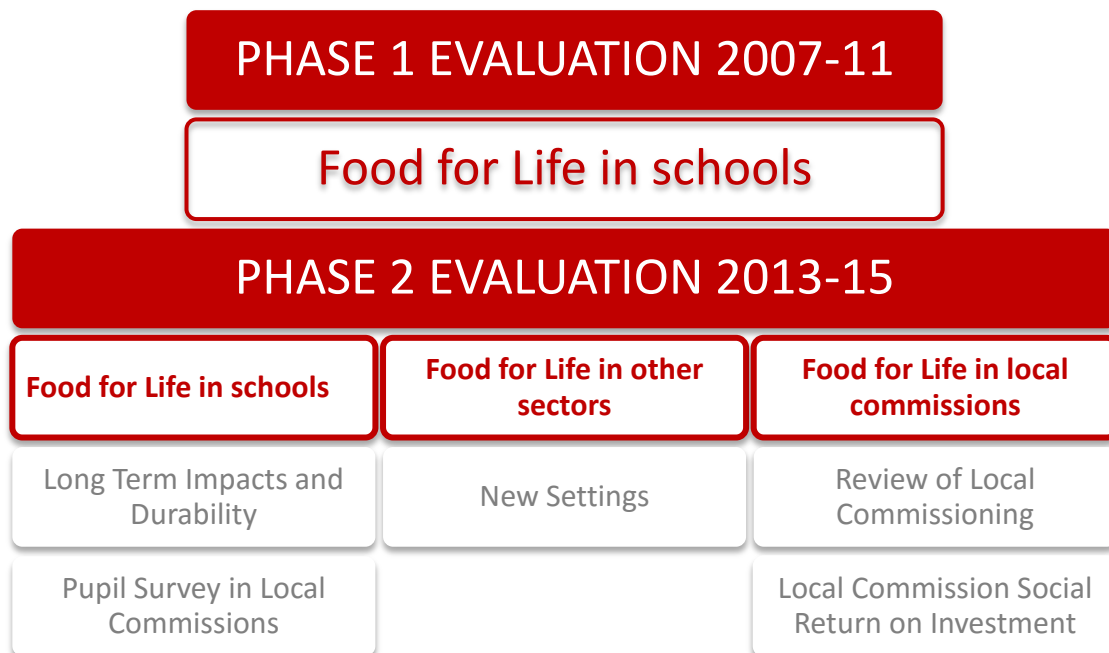 PHASE 1 EVALUATION 2007-11
Food for Life in schools
PHASE 2 EVALUATION 2013-15
Food for Life in schools
Food for Life in other
sectors
Food for Life in local
commissions
Long Term Impacts and
Durability
New Settings
Review of Local
Commissioning
Pupil Survey in Local
Commissions
Local Commission Social
Return on Investment